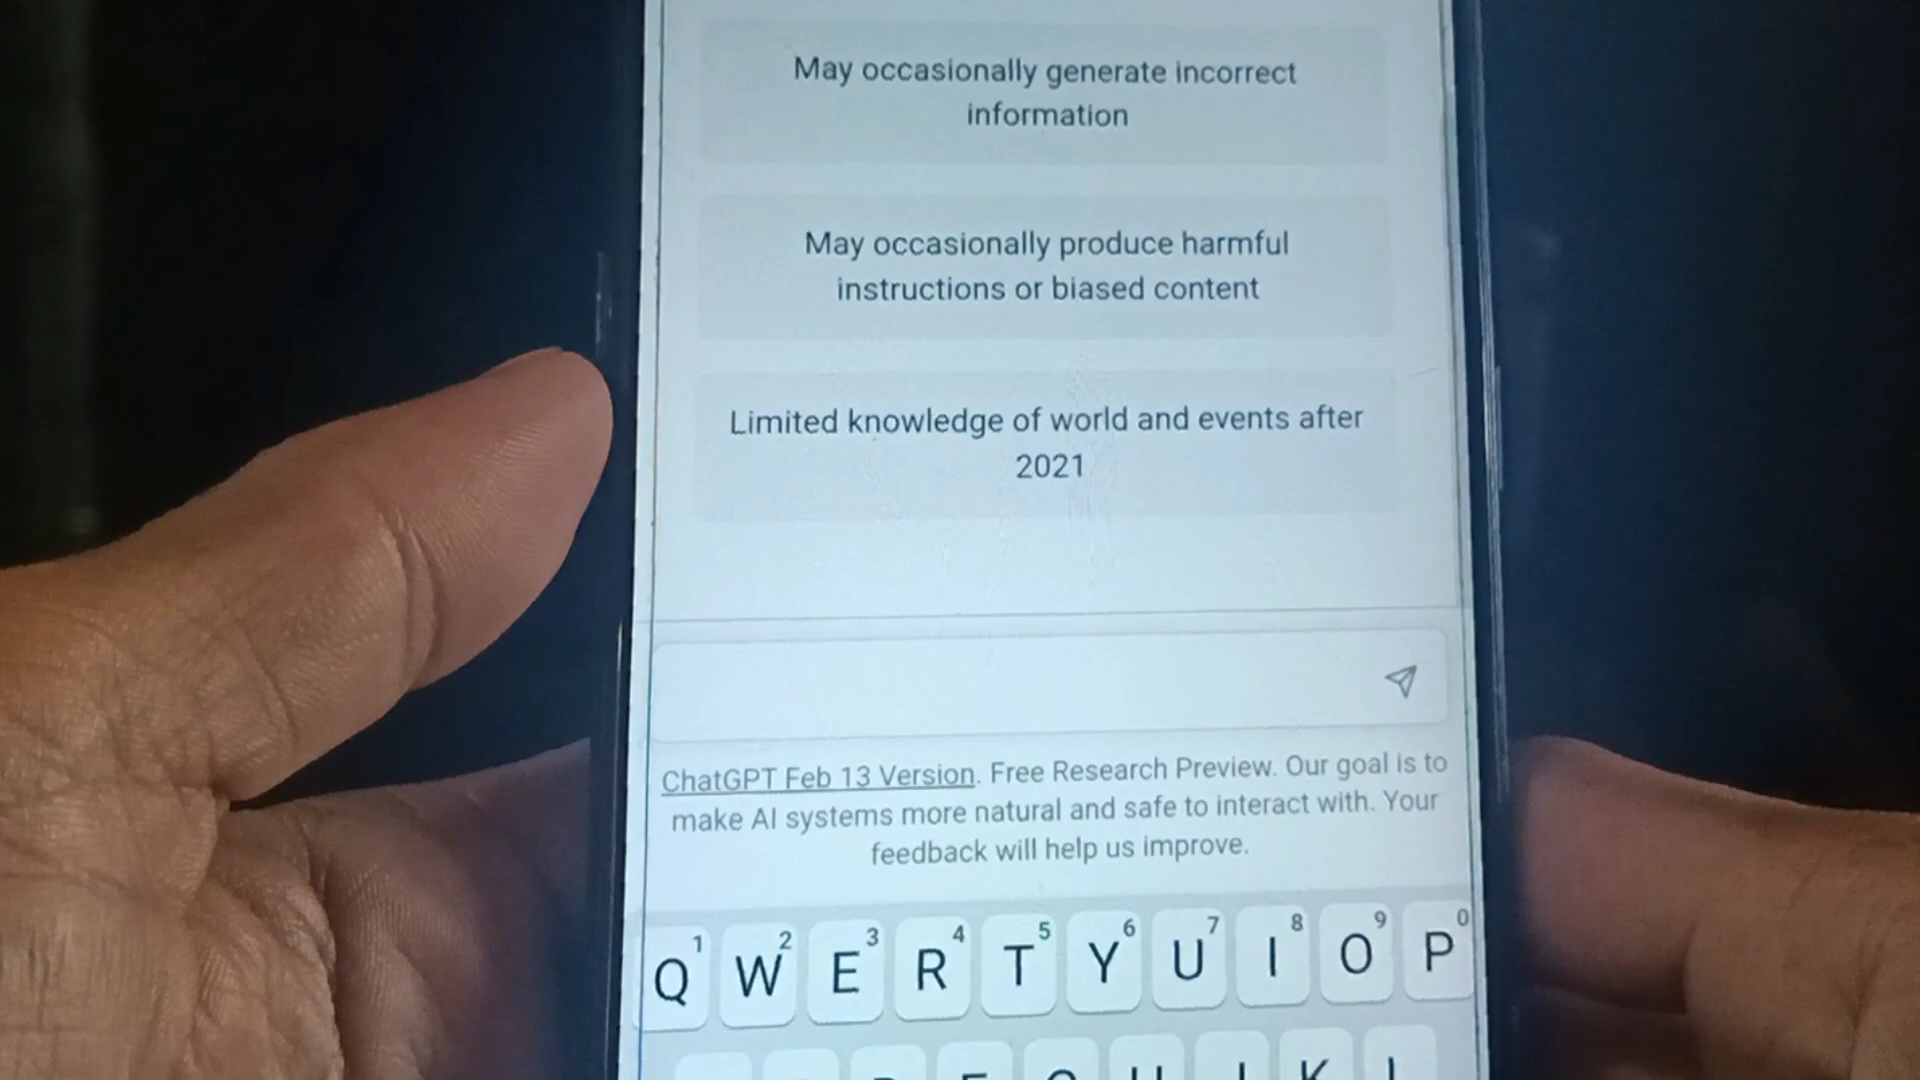 May occasionally generate incorrect
information
May occasionally produce harmful
instructions or biased content
Limited knowledge of world and events after
2021
ChatGPT Feb 13 Version. Free Research Preview. Our goal is to
make AI systems more natural and safe to interact with. Your
feedback will help us improve.
1 2 3 4 5 6 7 8 9 0
Q W E R T Y U I O P